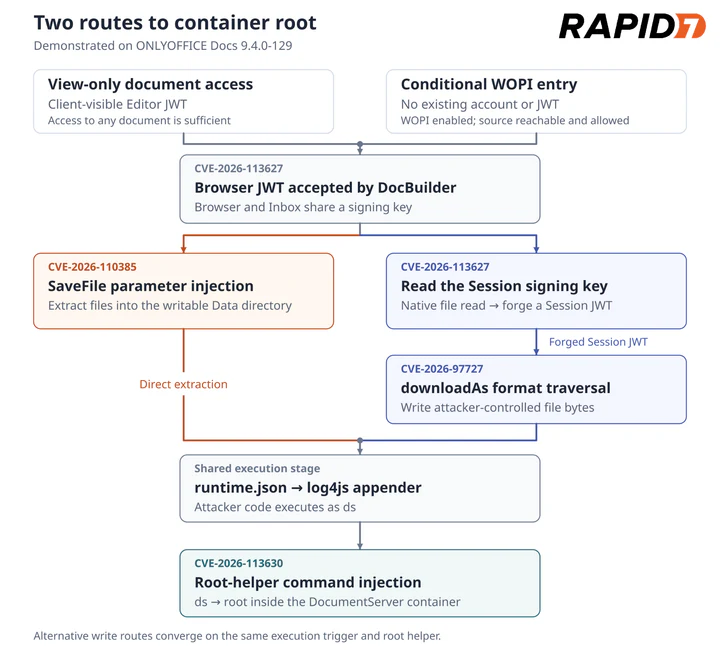 Two routes to container root
RAPID7
Demonstrated on ONLYOFFICE Docs 9.4.0-129
View-only document access
Client-visible Editor JWT
Access to any document is sufficient
Conditional WOPI entry
No existing account or JWT
WOPI enabled; source reachable and allowed
CVE-2026-113627
Browser JWT accepted by DocBuilder
Browser and Inbox share a signing key
CVE-2026-110385
SaveFile parameter injection
Extract files into the writable Data directory
CVE-2026-113627
Read the Session signing key
Native file read → forge a Session JWT
Forged Session JWT
CVE-2026-97727
downloadAs format traversal
Write attacker-controlled file bytes
Direct extraction
Shared execution stage
runtime.json → log4js appender
Attacker code executes as ds
CVE-2026-113630
Root-helper command injection
ds → root inside the DocumentServer container
Alternative write routes converge on the same execution trigger and root helper.